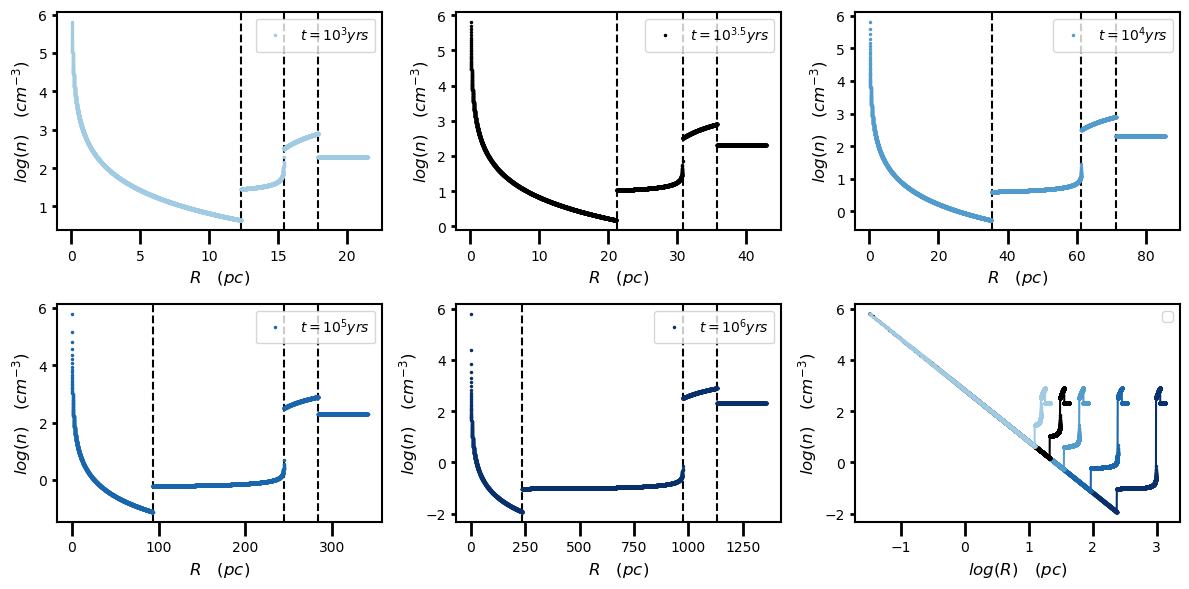 6
5
4
3
2
1
log(n) (cm⁻³)
t = 10³yrs
0 5 10 15 20
R (pc)
6
5
4
3
2
1
0
log(n) (cm⁻³)
t = 10³·⁵yrs
0 10 20 30 40
R (pc)
6
5
4
3
2
1
0
log(n) (cm⁻³)
t = 10⁴yrs
0 20 40 60 80
R (pc)
6
4
2
0
log(n) (cm⁻³)
t = 10⁵yrs
0 100 200 300
R (pc)
6
4
2
0
−2
log(n) (cm⁻³)
t = 10⁶yrs
0 250 500 750 1000 1250
R (pc)
6
4
2
0
−2
log(n) (cm⁻³)
−1 0 1 2 3
log(R) (pc)